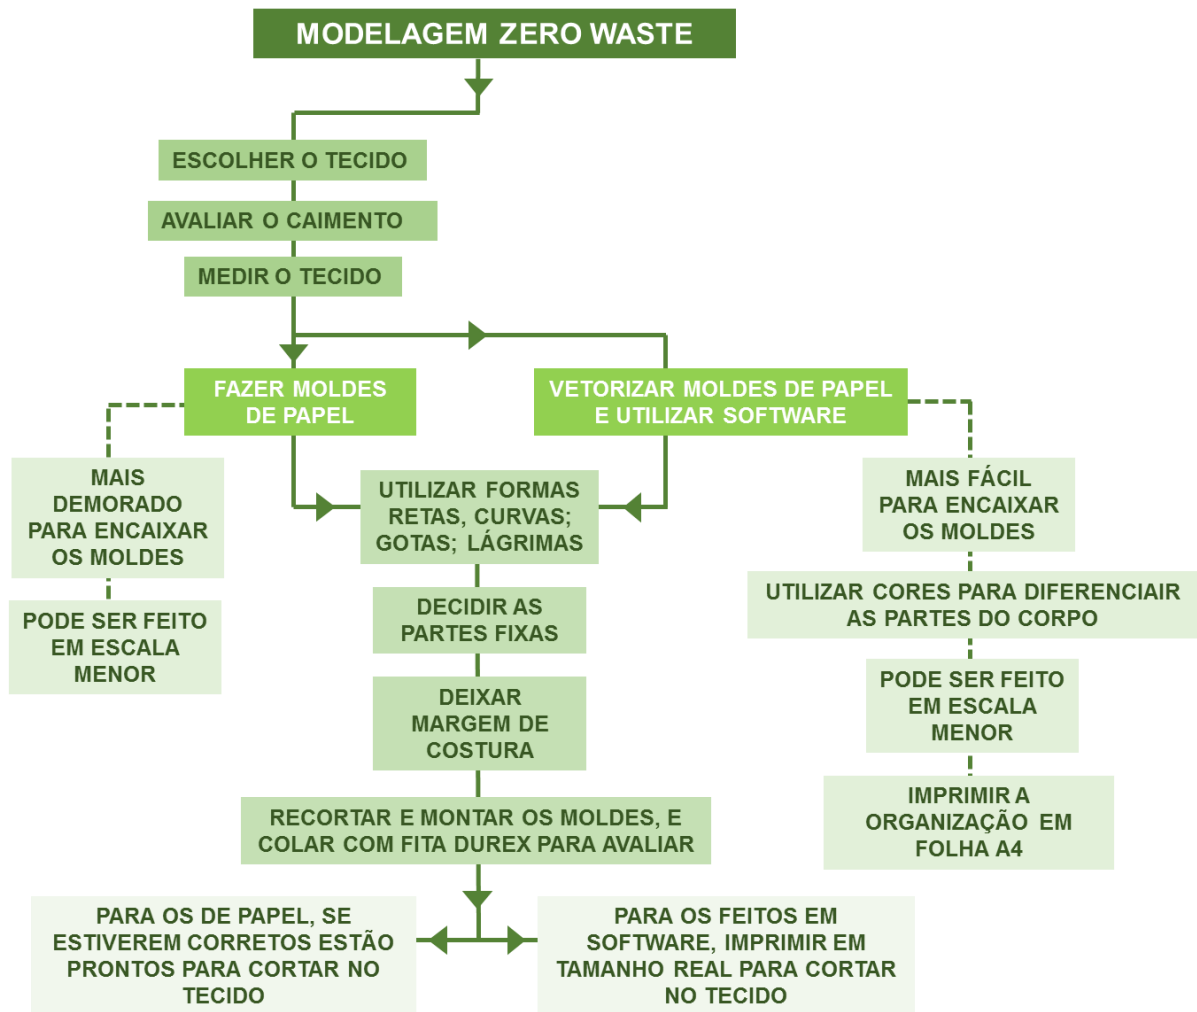 MODELAGEM ZERO WASTE
ESCOLHER O TECIDO
AVALIAR O CAIMENTO
MEDIR O TECIDO
FAZER MOLDES
DE PAPEL
VETORIZAR MOLDES DE PAPEL
E UTILIZAR SOFTWARE
MAIS
DEMORADO
PARA ENCAIXAR
OS MOLDES
PODE SER FEITO
EM ESCALA
MENOR
UTILIZAR FORMAS
RETAS, CURVAS;
GOTAS; LÁGRIMAS
DECIDIR AS
PARTES FIXAS
DEIXAR
MARGEM DE
COSTURA
RECORTAR E MONTAR OS MOLDES, E
COLAR COM FITA DUREX PARA AVALIAR
MAIS FÁCIL
PARA ENCAIXAR
OS MOLDES
UTILIZAR CORES PARA DIFERENCIAIR
AS PARTES DO CORPO
PODE SER FEITO
EM ESCALA
MENOR
IMPRIMIR A
ORGANIZAÇÃO EM
FOLHA A4
PARA OS DE PAPEL, SE
ESTIVEREM CORRETOS ESTÃO
PRONTOS PARA CORTAR NO
TECIDO
PARA OS FEITOS EM
SOFTWARE, IMPRIMIR EM
TAMANHO REAL PARA CORTAR
NO TECIDO